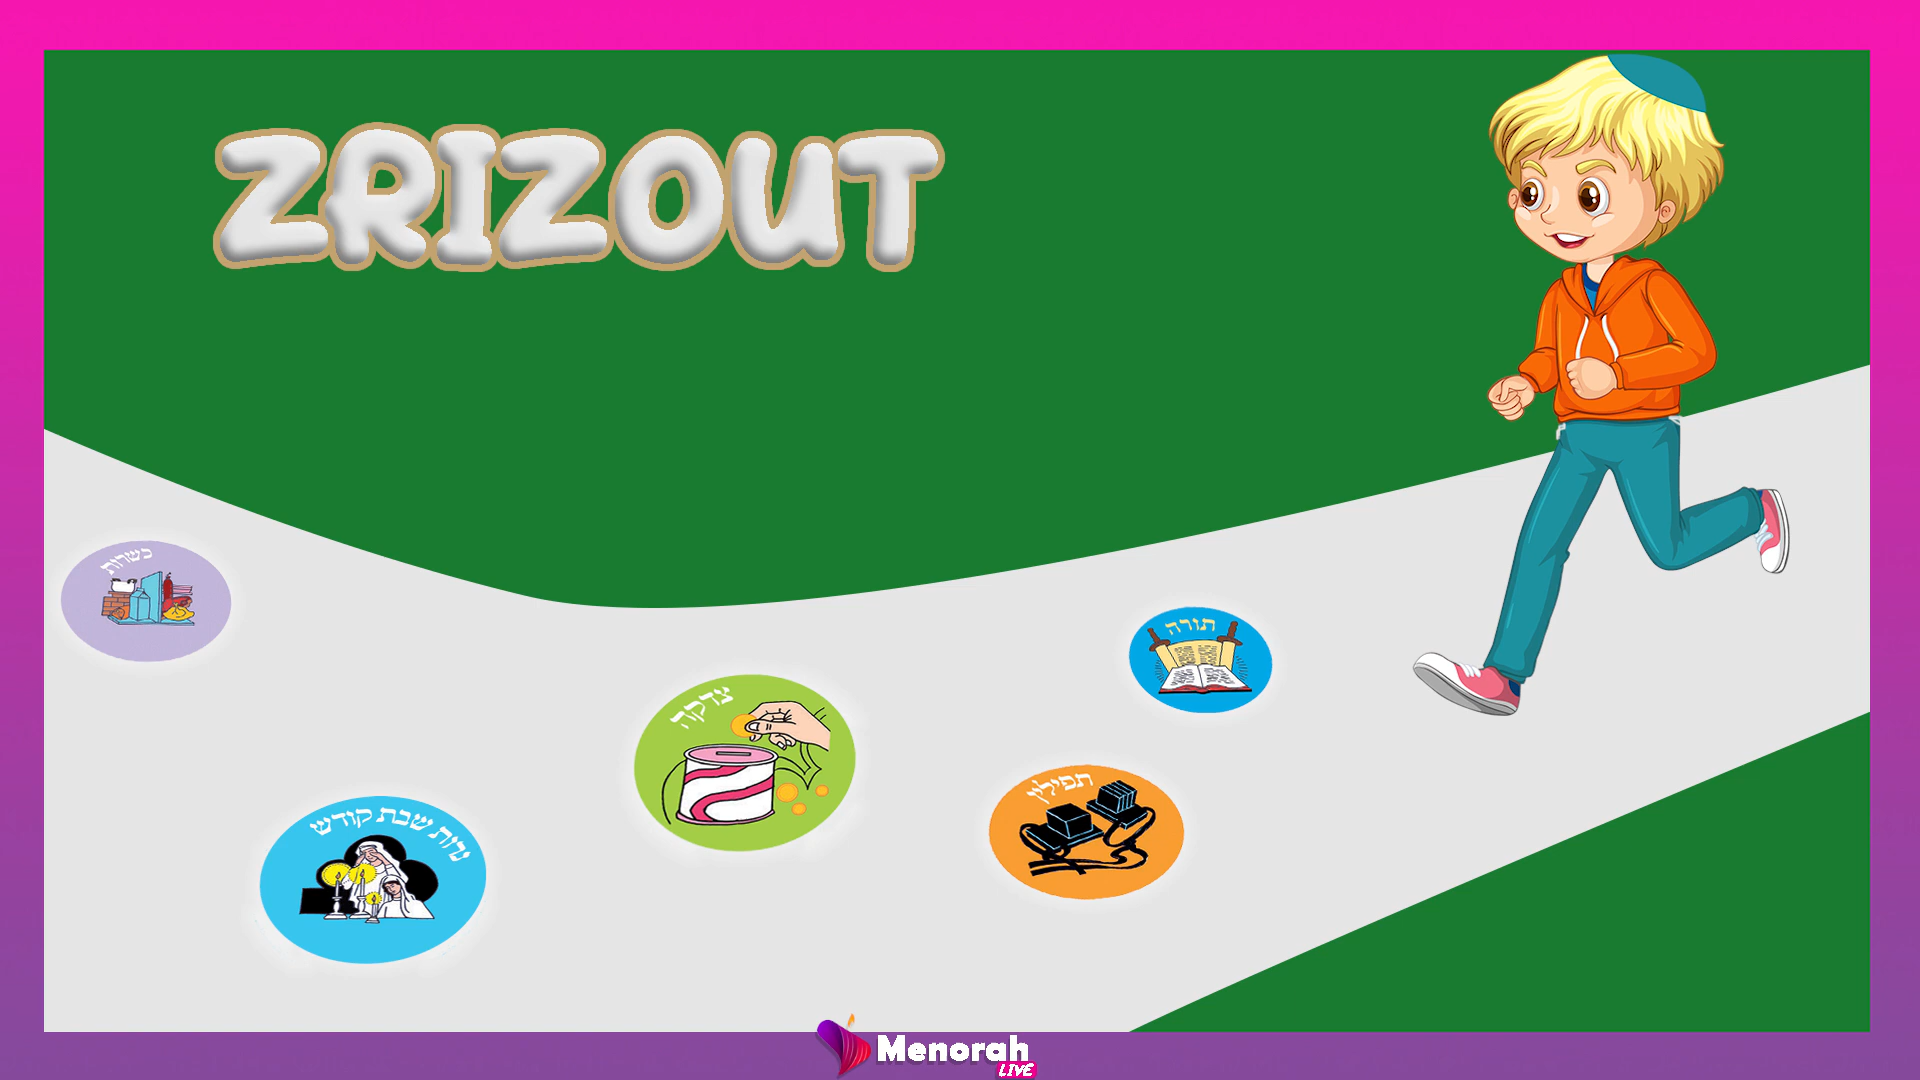 ZRIZOUT
כשרות
תורה
צדקה
תפילין
נרות שבת קודש
Menorah
LIVE